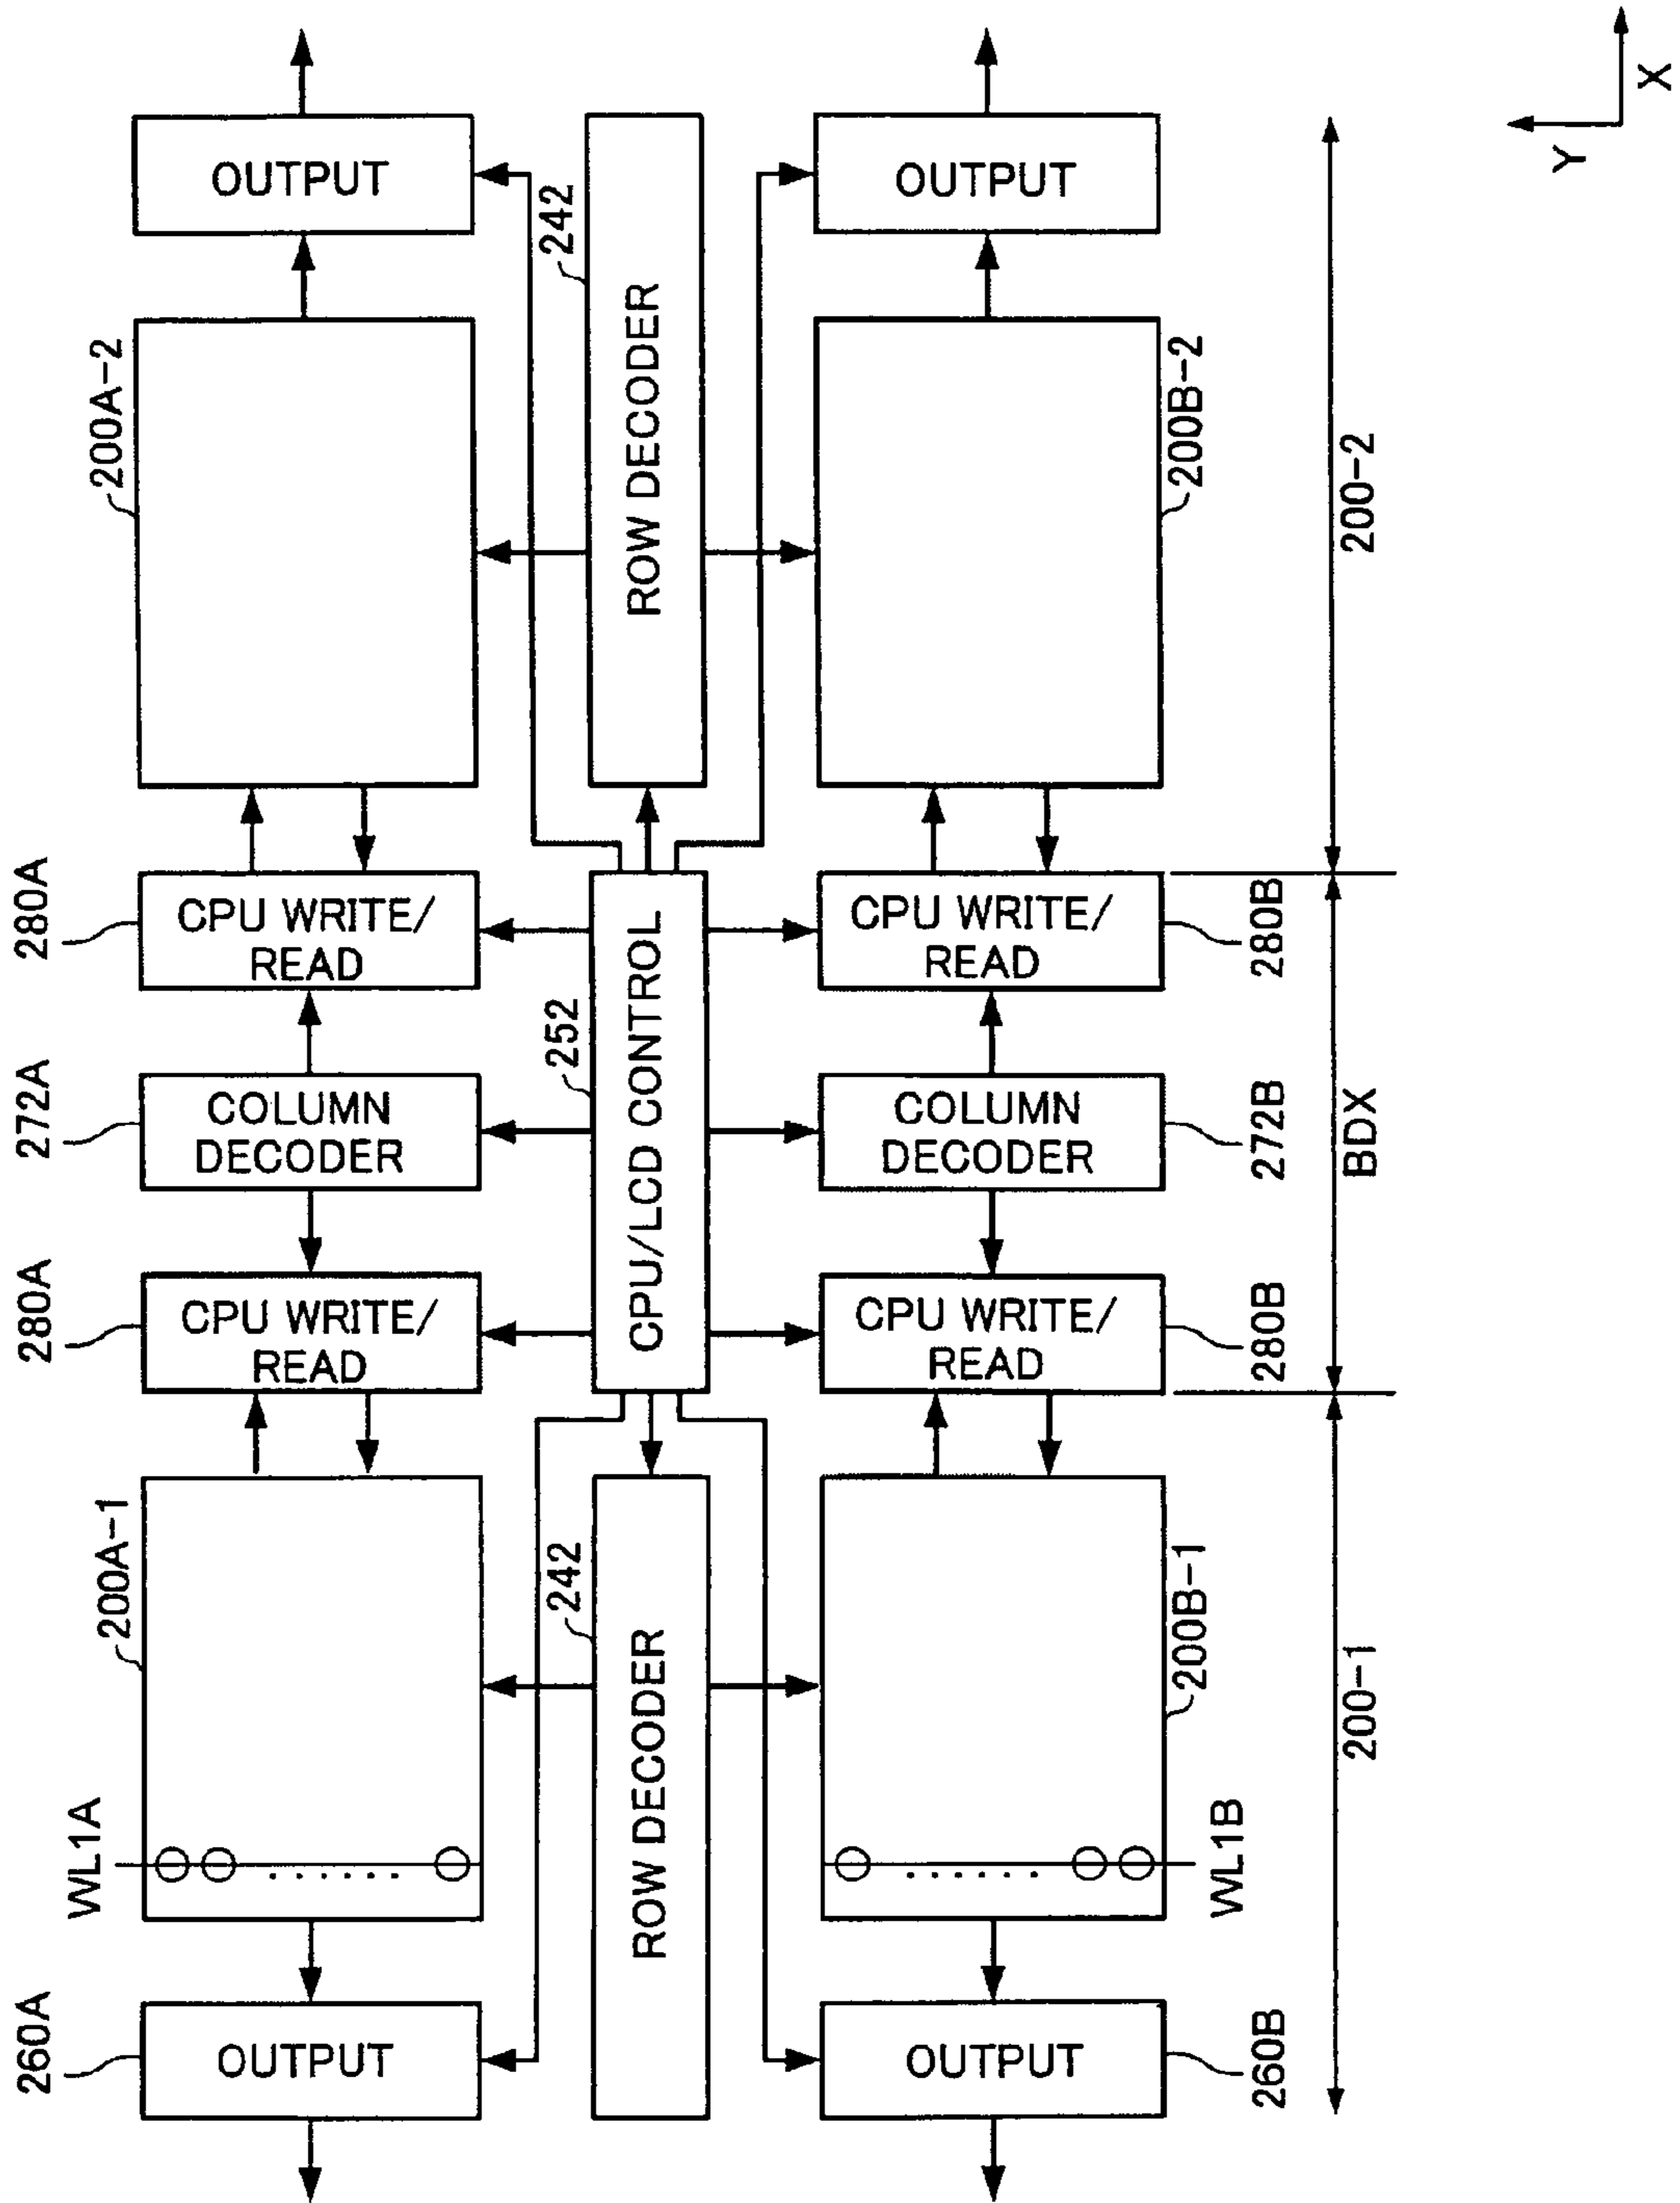 OUTPUT
OUTPUT
Y
X
242
ROW DECODER
200A-2
200B-2
200-2
280A
CPU WRITE/
READ
CPU WRITE/
READ
280B
252
CPU/LCD CONTROL
272A
COLUMN
DECODER
COLUMN
DECODER
272B
BDX
280A
CPU WRITE/
READ
CPU WRITE/
READ
280B
200A-1
242
ROW DECODER
200B-1
200-1
WL1A
WL1B
260A
OUTPUT
OUTPUT
260B